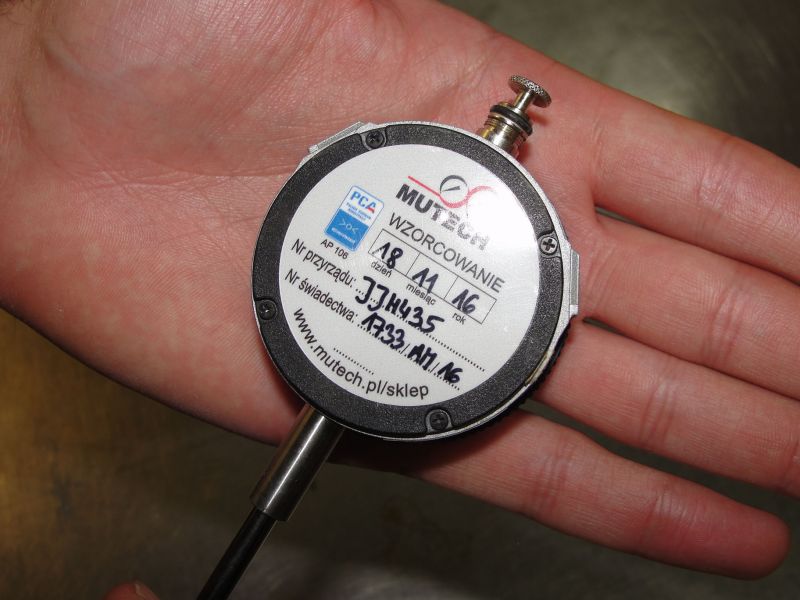 MUTECH
PCA
WZORCOWANIE
AP 106
18 11 16
dzień miesiąc rok
Nr przyrządu: JJH435
Nr świadectwa: 1733/AM/16
www.mutech.pl/sklep